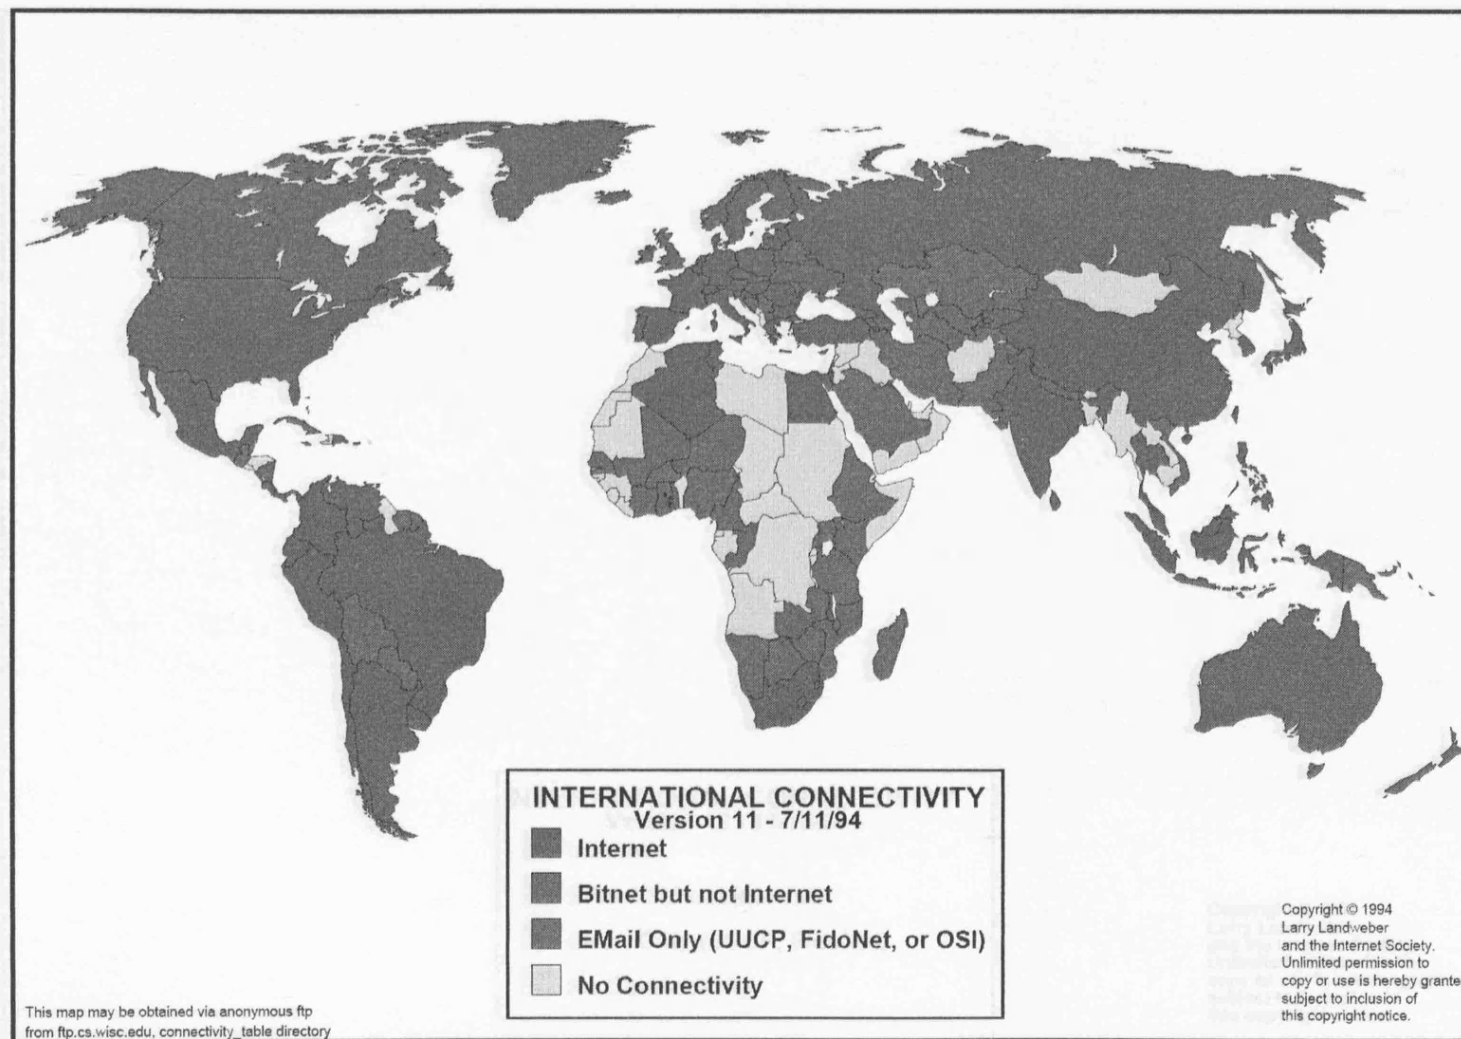 INTERNATIONAL CONNECTIVITY
Version 11 - 7/11/94
Internet
Bitnet but not Internet
EMail Only (UUCP, FidoNet, or OSI)
No Connectivity
This map may be obtained via anonymous ftp
from ftp.cs.wisc.edu, connectivity_table directory
Copyright © 1994
Larry Landweber
and the Internet Society.
Unlimited permission to
copy or use is hereby grante
subject to inclusion of
this copyright notice.